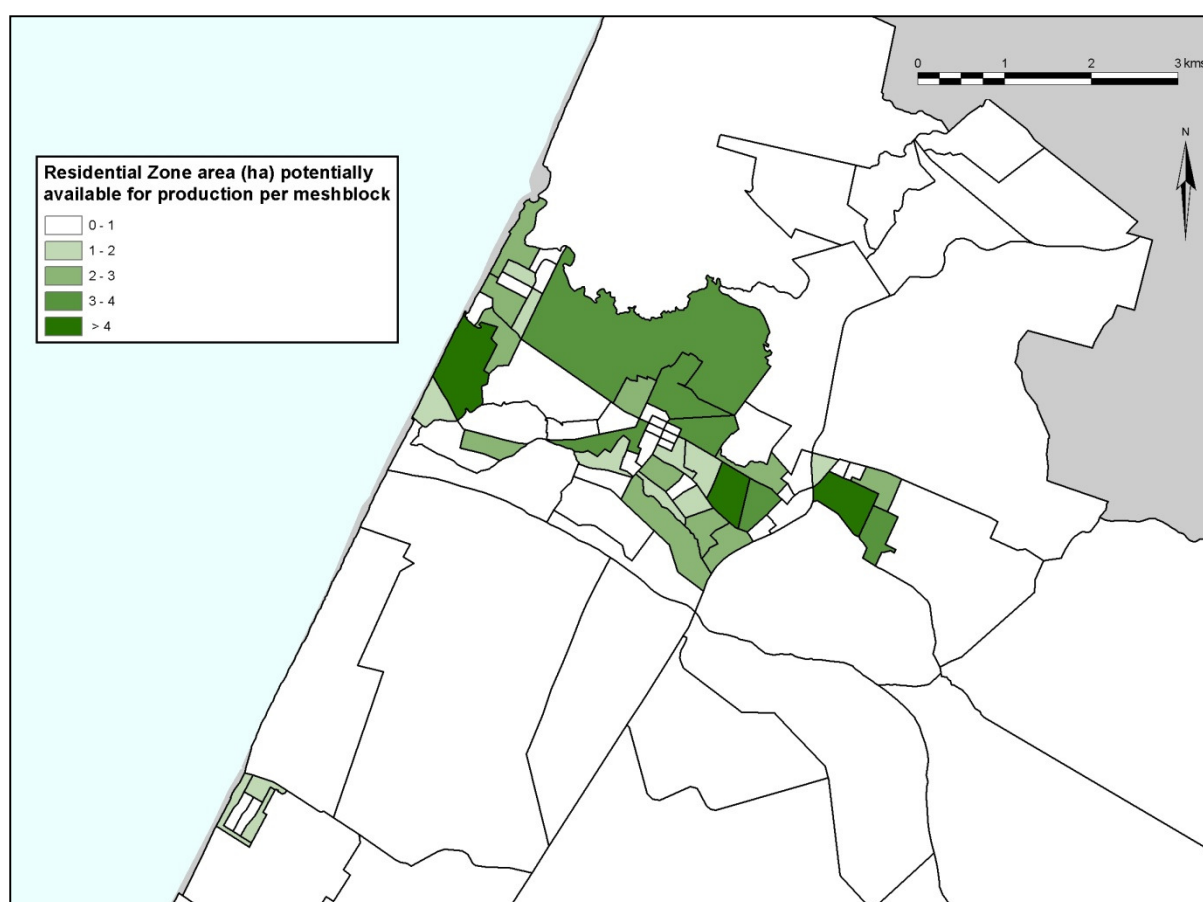 0 1 2 3 kms
N
Residential Zone area (ha) potentially
available for production per meshblock
0 - 1
1 - 2
2 - 3
3 - 4
> 4